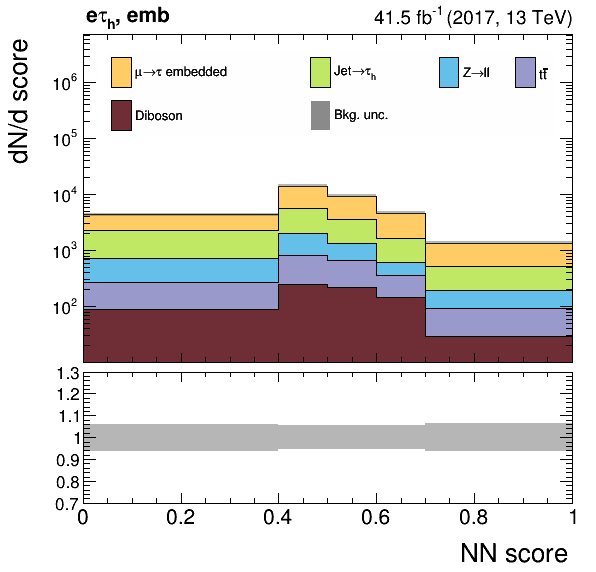 eτh, emb 41.5 fb-1 (2017, 13 TeV)
dN/d score
μ→τ embedded Jet→τh Z→ll tt̅
Diboson Bkg. unc.
10^6
10^5
10^4
10^3
10^2
1.3
1.2
1.1
1
0.9
0.8
0.7
0 0.2 0.4 0.6 0.8 1
NN score